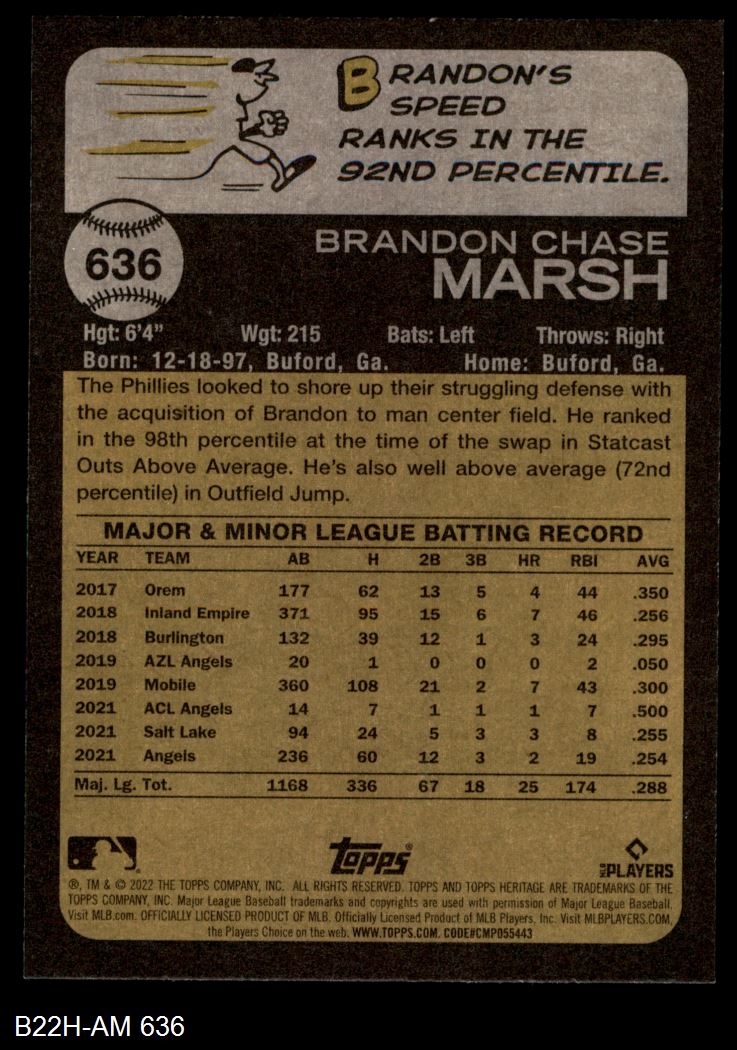 BRANDON'S
SPEED
RANKS IN THE
92ND PERCENTILE.
636
BRANDON CHASE
MARSH
Hgt: 6'4" Wgt: 215 Bats: Left Throws: Right
Born: 12-18-97, Buford, Ga. Home: Buford, Ga.
The Phillies looked to shore up their struggling defense with
the acquisition of Brandon to man center field. He ranked
in the 98th percentile at the time of the swap in Statcast
Outs Above Average. He's also well above average (72nd
percentile) in Outfield Jump.
MAJOR & MINOR LEAGUE BATTING RECORD
YEAR TEAM AB H 2B 3B HR RBI AVG
2017 Orem 177 62 13 5 4 44 .350
2018 Inland Empire 371 95 15 6 7 46 .256
2018 Burlington 132 39 12 1 3 24 .295
2019 AZL Angels 20 1 0 0 0 2 .050
2019 Mobile 360 108 21 2 7 43 .300
2021 ACL Angels 14 7 1 1 1 7 .500
2021 Salt Lake 94 24 5 3 3 8 .255
2021 Angels 236 60 12 3 2 19 .254
Maj. Lg. Tot. 1168 336 67 18 25 174 .288
Topps®
MLB PLAYERS
®, TM & © 2022 THE TOPPS COMPANY, INC. ALL RIGHTS RESERVED. TOPPS AND TOPPS HERITAGE ARE TRADEMARKS OF THE
TOPPS COMPANY, INC. Major League Baseball trademarks and copyrights are used with permission of Major League Baseball.
Visit MLB.com. OFFICIALLY LICENSED PRODUCT OF MLB. Officially Licensed Product of MLB Players, Inc. Visit MLBPLAYERS.COM,
the Players Choice on the web. WWW.TOPPS.COM. CODE#CMP055443
B22H-AM 636